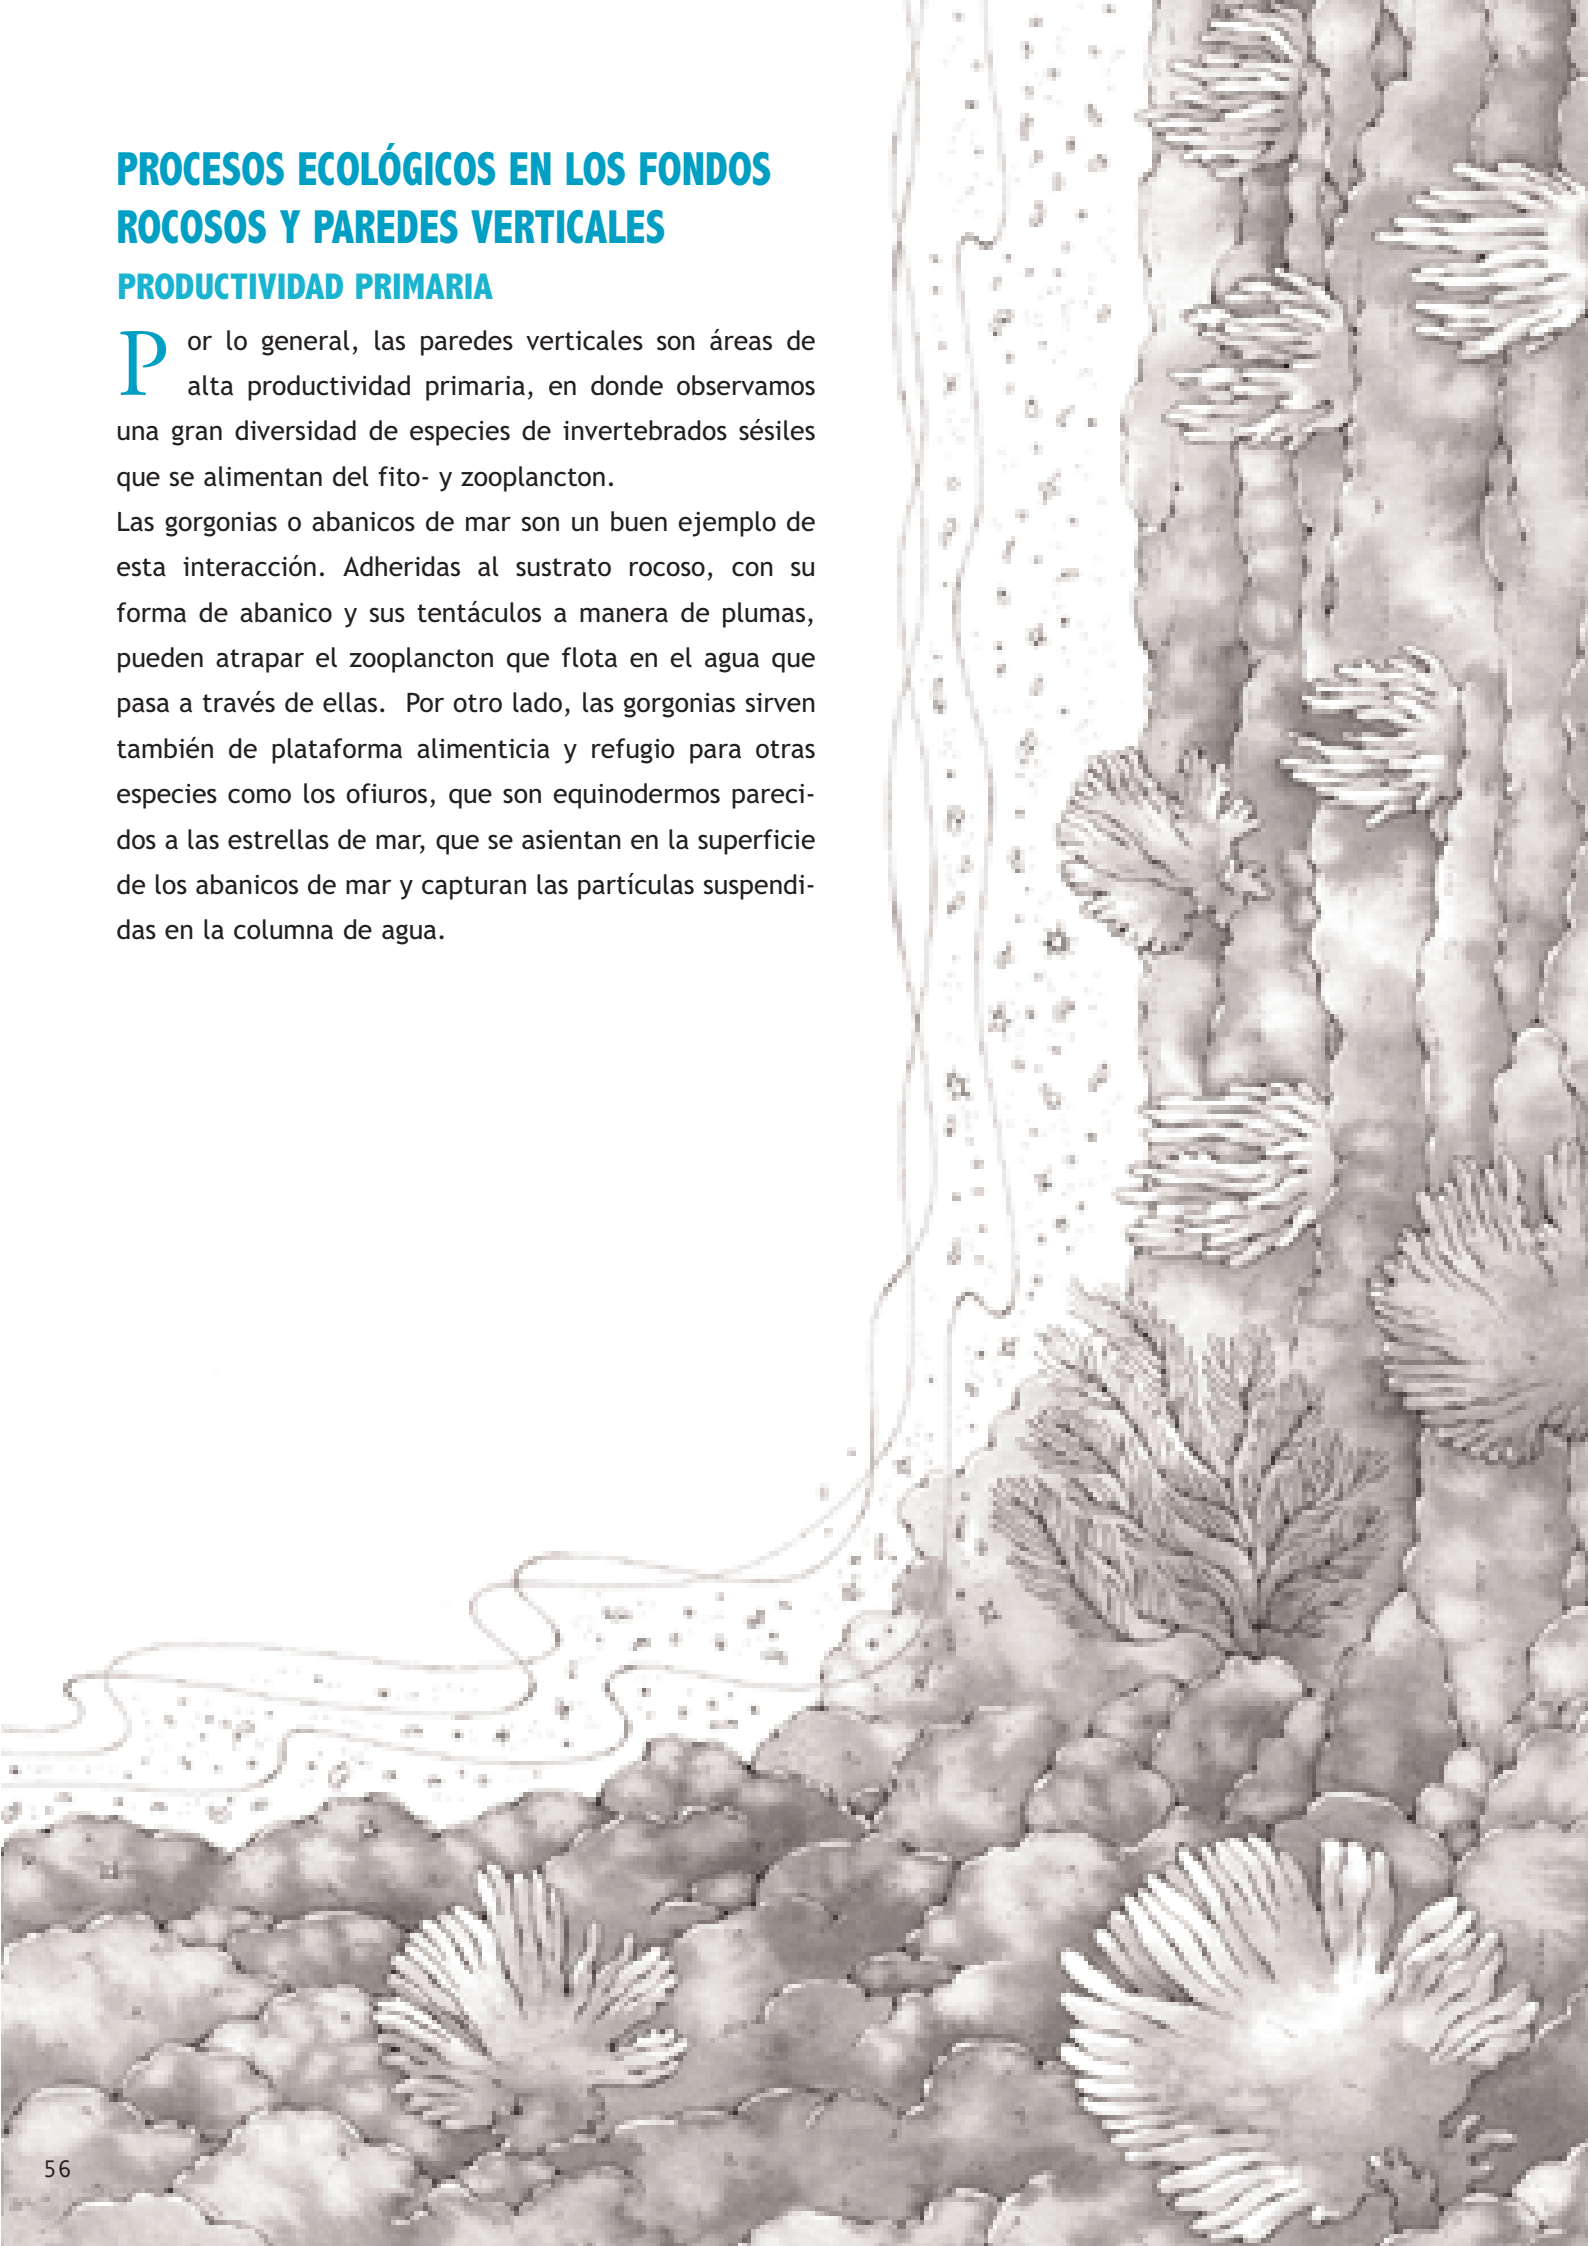 PROCESOS ECOLÓGICOS EN LOS FONDOS
ROCOSOS Y PAREDES VERTICALES
PRODUCTIVIDAD PRIMARIA
Por lo general, las paredes verticales son áreas de
alta productividad primaria, en donde observamos
una gran diversidad de especies de invertebrados sésiles
que se alimentan del fito- y zooplancton.
Las gorgonias o abanicos de mar son un buen ejemplo de
esta interacción. Adheridas al sustrato rocoso, con su
forma de abanico y sus tentáculos a manera de plumas,
pueden atrapar el zooplancton que flota en el agua que
pasa a través de ellas. Por otro lado, las gorgonias sirven
también de plataforma alimenticia y refugio para otras
especies como los ofiuros, que son equinodermos pareci-
dos a las estrellas de mar, que se asientan en la superficie
de los abanicos de mar y capturan las partículas suspendi-
das en la columna de agua.
56